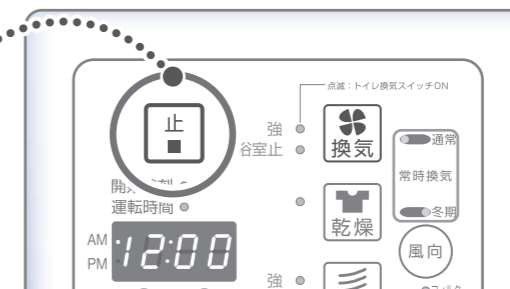 点滅：トイレ換気スイッチON
止
強
浴室止
換気
通常
常時換気
冬期
運転時間
乾燥
風向
AM
PM
12:00
強